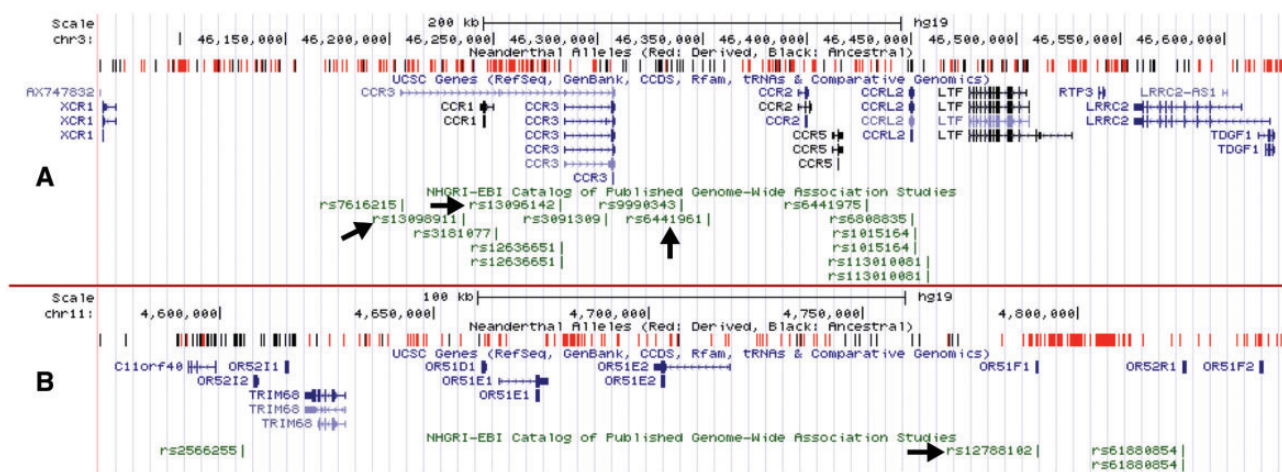 Scale 200 kb hg19
chr3: 46,150,000 46,200,000 46,250,000 46,300,000 46,350,000 46,400,000 46,450,000 46,500,000 46,550,000 46,600,000
Neanderthal Alleles (Red: Derived, Black: Ancestral)
UCSC Genes (RefSeq, GenBank, CCDS, Rfam, tRNAs & Comparative Genomics)
AX747832 CCR3 CCR2 CCRL2 LTF RTP3 LRRC2-AS1
XCR1 CCR1 CCR3 CCR2 CCRL2 LTF LRRC2
XCR1 CCR1 CCR3 CCR2 CCRL2 LTF LRRC2
XCR1 CCR3 CCR5 CCRL2 LTF TDGF1
CCR3 CCR5 TDGF1
CCR3 CCR5
CCR3
A
NHGRI-EBI Catalog of Published Genome-Wide Association Studies
rs7616215 rs13096142 rs9990343 rs6441975
rs13098911 rs3091309 rs6441961 rs6808835
rs3181077 rs1015164
rs12636651 rs1015164
rs12636651 rs113010081
rs113010081
Scale 100 kb hg19
chr11: 4,600,000 4,650,000 4,700,000 4,750,000 4,800,000
Neanderthal Alleles (Red: Derived, Black: Ancestral)
UCSC Genes (RefSeq, GenBank, CCDS, Rfam, tRNAs & Comparative Genomics)
C11orf40 OR52I1 OR51D1 OR51E2 OR51F1 OR52R1 OR51F2
OR52I2 OR51E1 OR51E2
TRIM68 OR51E1
TRIM68
TRIM68
B
NHGRI-EBI Catalog of Published Genome-Wide Association Studies
rs2566255 rs12788102 rs61880854
rs61880854